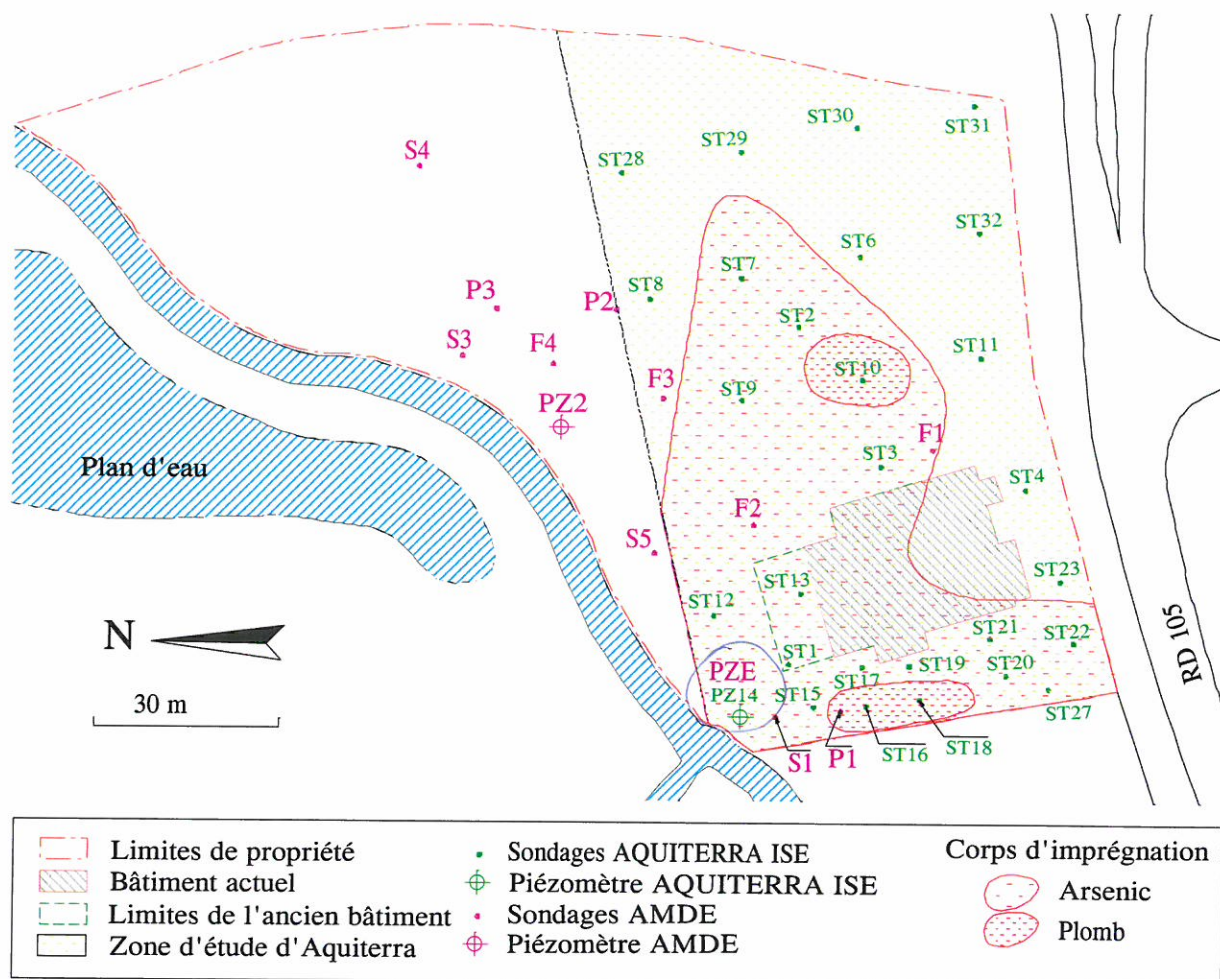 ST30
ST31
ST29
S4
ST28
ST32
ST6
ST7
ST8
P3
P2
ST2
S3
F4
ST11
ST10
F3
ST9
PZ2
F1
Plan d'eau
ST3
ST4
F2
S5
ST13
ST23
ST12
N
RD 105
ST21
ST22
ST1
PZE
ST19
ST20
ST17
PZ14
ST15
30 m
ST27
S1
P1
ST16
ST18
Limites de propriété
Bâtiment actuel
Limites de l'ancien bâtiment
Zone d'étude d'Aquiterra
Sondages AQUITERRA ISE
Piézomètre AQUITERRA ISE
Sondages AMDE
Piézomètre AMDE
Corps d'imprégnation
Arsenic
Plomb